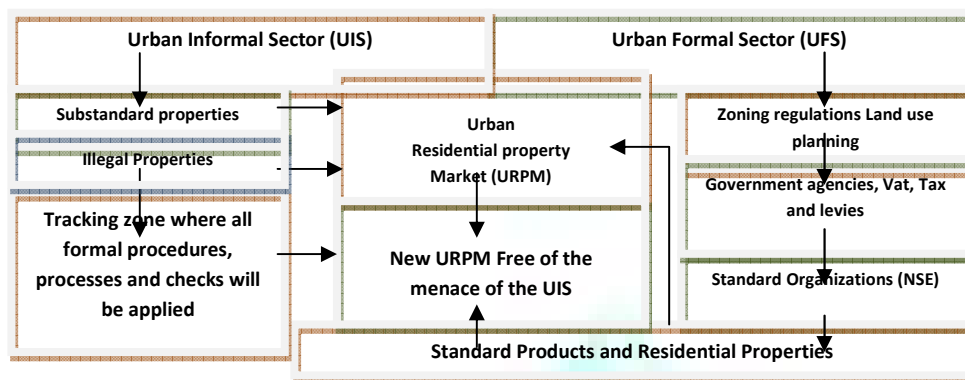 Urban Informal Sector (UIS)
Urban Formal Sector (UFS)
Substandard properties
Illegal Properties
Tracking zone where all
formal procedures,
processes and checks will
be applied
Urban
Residential property
Market (URPM)
New URPM Free of the
menace of the UIS
Zoning regulations Land use
planning
Government agencies, Vat, Tax
and levies
Standard Organizations (NSE)
Standard Products and Residential Properties